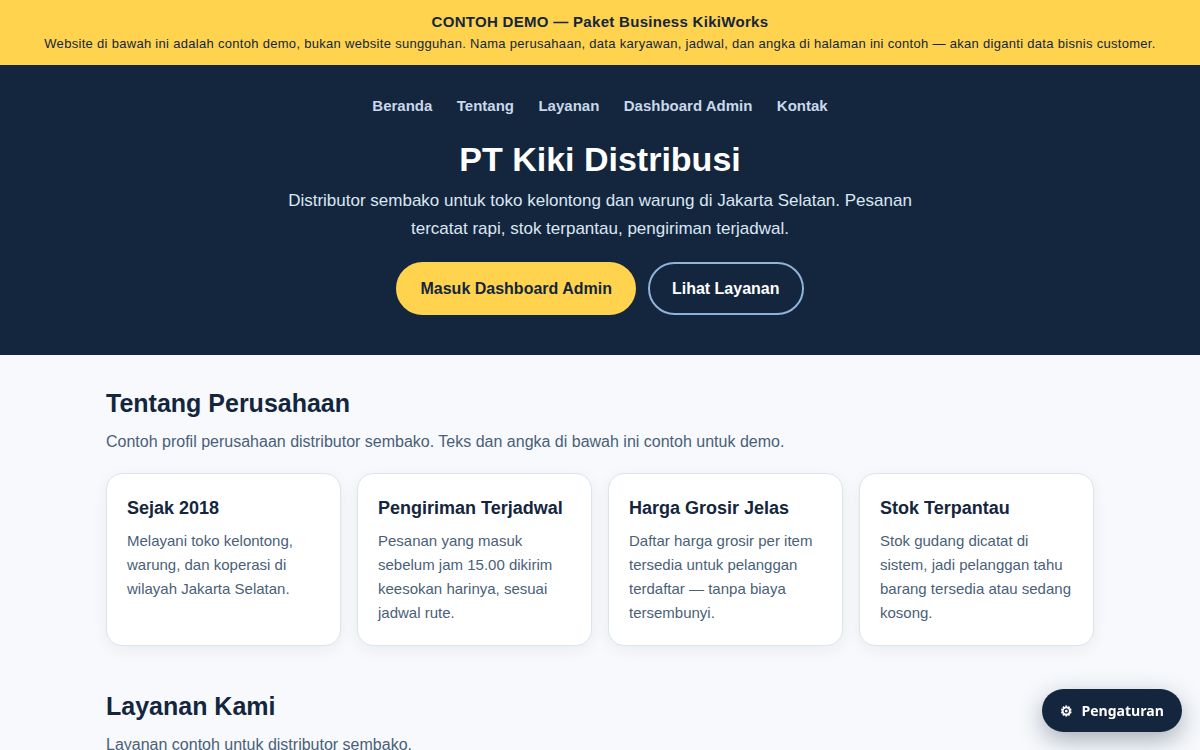 CONTOH DEMO — Paket Business KikiWorks
Website di bawah ini adalah contoh demo, bukan website sungguhan. Nama perusahaan, data karyawan, jadwal, dan angka di halaman ini contoh — akan diganti data bisnis customer.
Beranda Tentang Layanan Dashboard Admin Kontak
PT Kiki Distribusi
Distributor sembako untuk toko kelontong dan warung di Jakarta Selatan. Pesanan
tercatat rapi, stok terpantau, pengiriman terjadwal.
Masuk Dashboard Admin Lihat Layanan
Tentang Perusahaan
Contoh profil perusahaan distributor sembako. Teks dan angka di bawah ini contoh untuk demo.
Sejak 2018
Melayani toko kelontong,
warung, dan koperasi di
wilayah Jakarta Selatan.
Pengiriman Terjadwal
Pesanan yang masuk
sebelum jam 15.00 dikirim
keesokan harinya, sesuai
jadwal rute.
Harga Grosir Jelas
Daftar harga grosir per item
tersedia untuk pelanggan
terdaftar — tanpa biaya
tersembunyi.
Stok Terpantau
Stok gudang dicatat di
sistem, jadi pelanggan tahu
barang tersedia atau sedang
kosong.
Layanan Kami
Layanan contoh untuk distributor sembako.
⚙ Pengaturan